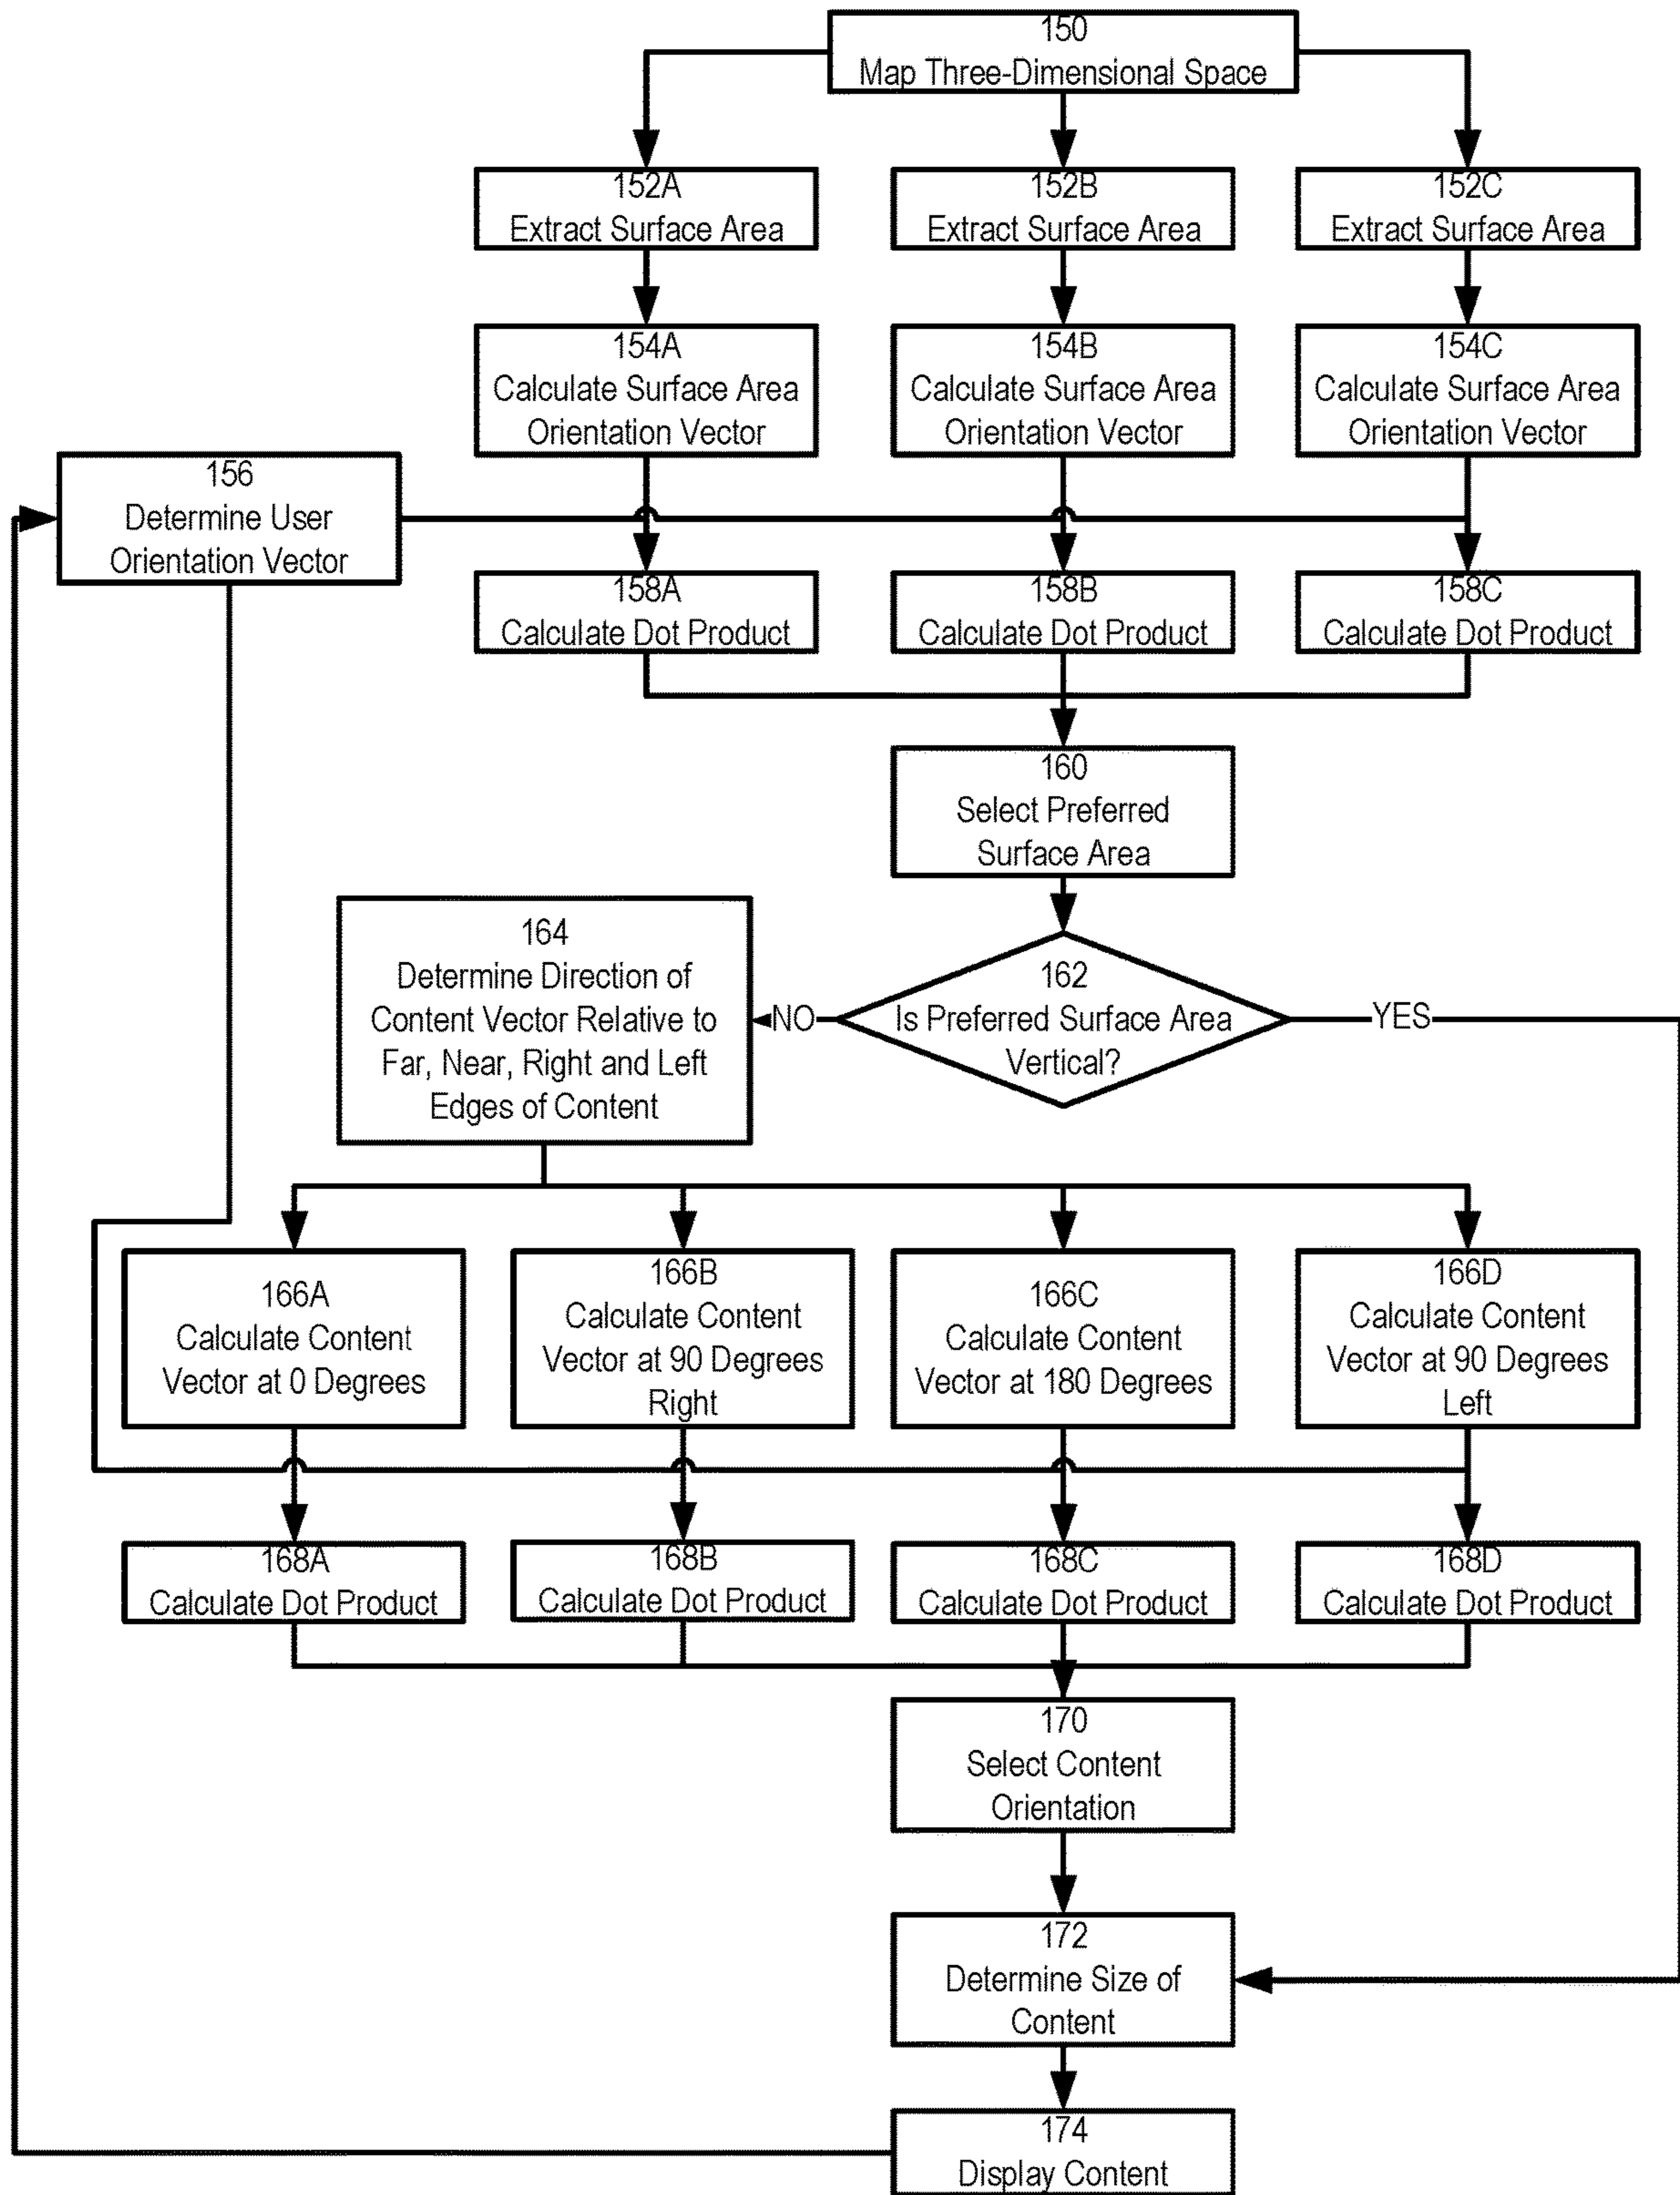 150
Map Three-Dimensional Space
152A
Extract Surface Area
152B
Extract Surface Area
152C
Extract Surface Area
154A
Calculate Surface Area
Orientation Vector
154B
Calculate Surface Area
Orientation Vector
154C
Calculate Surface Area
Orientation Vector
156
Determine User
Orientation Vector
158A
Calculate Dot Product
158B
Calculate Dot Product
158C
Calculate Dot Product
160
Select Preferred
Surface Area
162
Is Preferred Surface Area
Vertical?
NO
YES
164
Determine Direction of
Content Vector Relative to
Far, Near, Right and Left
Edges of Content
166A
Calculate Content
Vector at 0 Degrees
166B
Calculate Content
Vector at 90 Degrees
Right
166C
Calculate Content
Vector at 180 Degrees
166D
Calculate Content
Vector at 90 Degrees
Left
168A
Calculate Dot Product
168B
Calculate Dot Product
168C
Calculate Dot Product
168D
Calculate Dot Product
170
Select Content
Orientation
172
Determine Size of
Content
174
Display Content